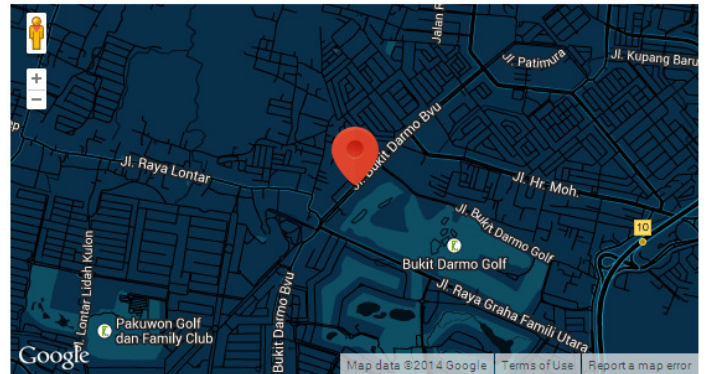 Jalan R
Jl. Patimura
Jl. Kupang Baru
+
−
ep
Jl. Bukit Darmo Bvu
Jl. Raya Lontar
Jl. Hr. Moh.
Jl. Bukit Darmo Golf
10
Bukit Darmo Golf
Jl. Lontar Lidah Kulon
Bukit Darmo Bvu
Jl. Raya Graha Famili Utara
Pakuwon Golf
dan Family Club
Google
Map data ©2014 Google
Terms of Use
Report a map error